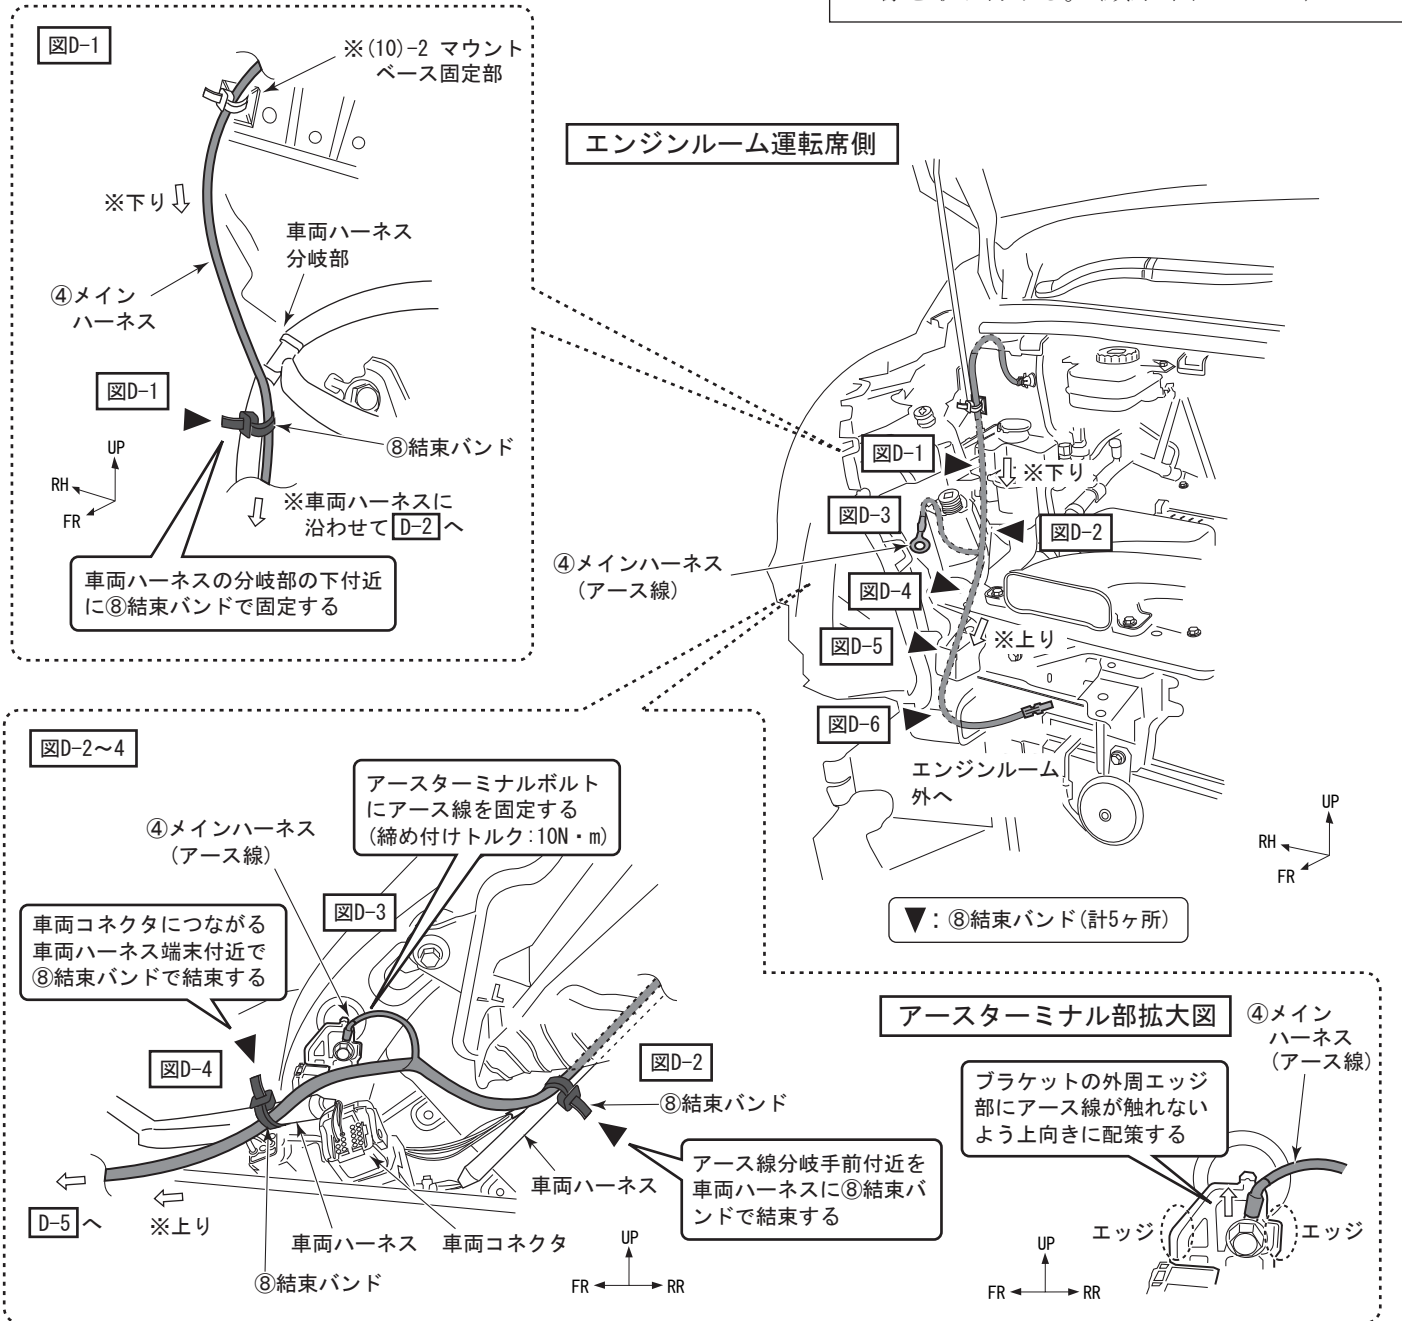 図D-1
※(10)-2 マウント
ベース固定部
※下り
車両ハーネス
分岐部
④メイン
ハーネス
図D-1
⑧結束バンド
UP
RH
FR
※車両ハーネスに
沿わせて D-2 へ
車両ハーネスの分岐部の下付近
に⑧結束バンドで固定する
エンジンルーム運転席側
図D-1
※下り
図D-3
図D-2
④メインハーネス
(アース線)
図D-4
図D-5
※上り
図D-6
エンジンルーム
外へ
UP
RH
FR
▼: ⑧結束バンド(計5ヶ所)
図D-2～4
アースターミナルボルト
にアース線を固定する
(締め付けトルク:10N・m)
④メインハーネス
(アース線)
図D-3
車両コネクタにつながる
車両ハーネス端末付近で
⑧結束バンドで結束する
図D-4
図D-2
⑧結束バンド
アース線分岐手前付近を
車両ハーネスに⑧結束バ
ンドで結束する
車両ハーネス
D-5 へ
※上り
車両ハーネス
車両コネクタ
⑧結束バンド
UP
FR
RR
アースターミナル部拡大図
④メイン
ハーネス
(アース線)
ブラケットの外周エッジ
部にアース線が触れない
よう上向きに配策する
エッジ
エッジ
UP
FR
RR